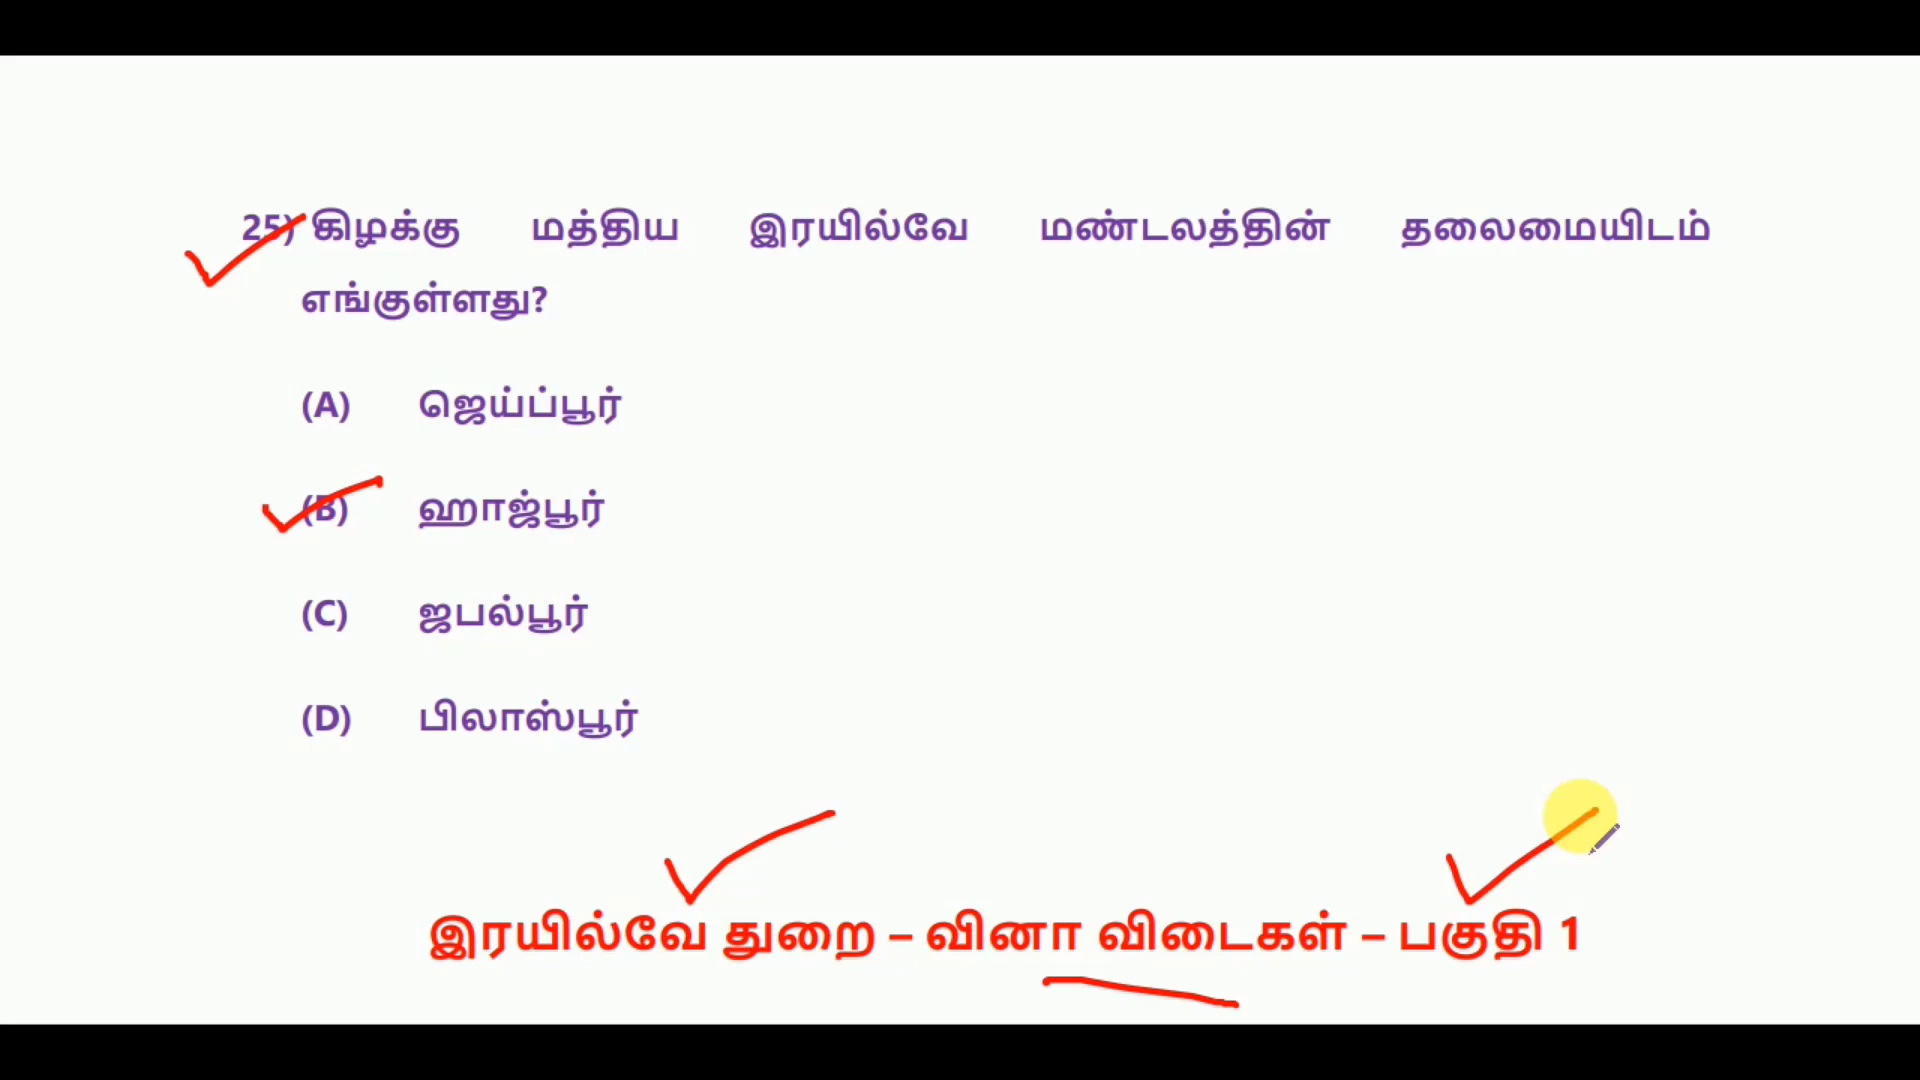 25) கிழக்கு மத்திய இரயில்வே மண்டலத்தின் தலைமையிடம்
எங்குள்ளது?
(A) ஜெய்ப்பூர்
(B) ஹாஜ்பூர்
(C) ஜபல்பூர்
(D) பிலாஸ்பூர்
இரயில்வே துறை – வினா விடைகள் – பகுதி 1